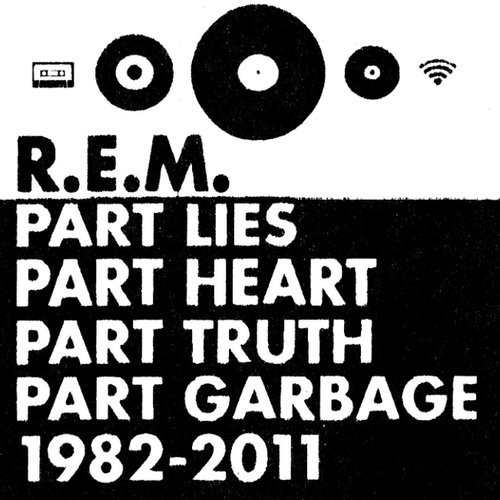 R.E.M.
PART LIES
PART HEART
PART TRUTH
PART GARBAGE
1982-2011